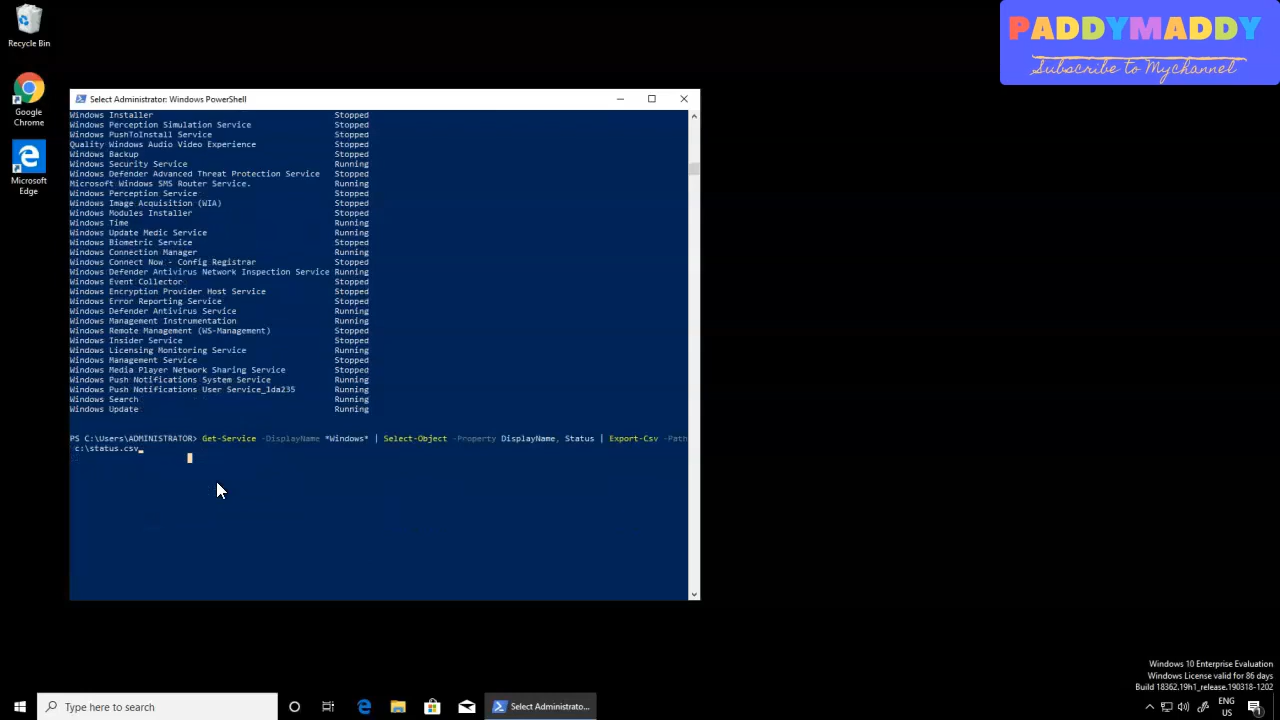 Recycle Bin
PADDYMADDY
Subscribe to Mychannel
Google
Chrome
Microsoft
Edge
Select Administrator: Windows PowerShell
Windows Installer Stopped
Windows Perception Simulation Service Stopped
Windows PushToInstall Service Stopped
Quality Windows Audio Video Experience Stopped
Windows Backup Stopped
Windows Security Service Running
Windows Defender Advanced Threat Protection Service Stopped
Microsoft Windows SMS Router Service. Running
Windows Perception Service Stopped
Windows Image Acquisition (WIA) Stopped
Windows Modules Installer Stopped
Windows Time Running
Windows Update Medic Service Running
Windows Biometric Service Stopped
Windows Connection Manager Running
Windows Connect Now - Config Registrar Stopped
Windows Defender Antivirus Network Inspection Service Running
Windows Event Collector Stopped
Windows Encryption Provider Host Service Stopped
Windows Error Reporting Service Stopped
Windows Defender Antivirus Service Running
Windows Management Instrumentation Running
Windows Remote Management (WS-Management) Stopped
Windows Insider Service Stopped
Windows Licensing Monitoring Service Running
Windows Management Service Stopped
Windows Media Player Network Sharing Service Stopped
Windows Push Notifications System Service Running
Windows Push Notifications User Service_1da235 Running
Windows Search Running
Windows Update Running
PS C:\Users\ADMINISTRATOR> Get-Service -DisplayName *Windows* | Select-Object -Property DisplayName, Status | Export-Csv -Path
c:\status.csv
Windows 10 Enterprise Evaluation
Windows License valid for 86 days
Build 18362.19h1_release.190318-1202
Type here to search
Select Administrato...
ENG
US
1